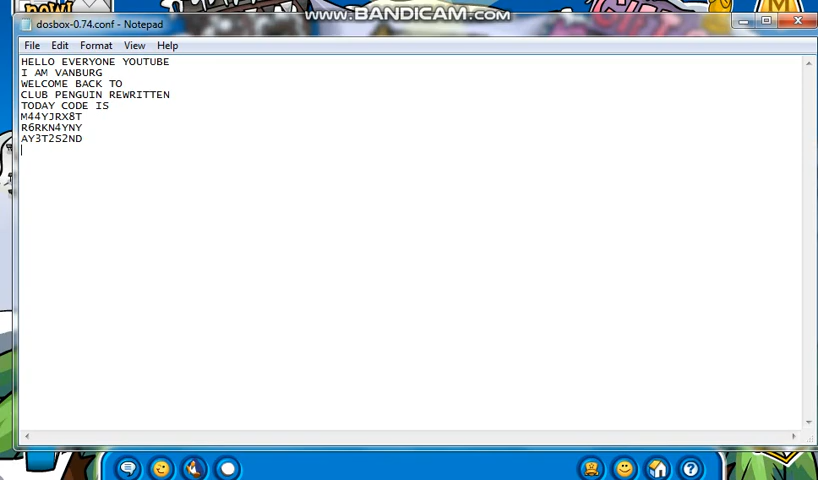 WWW.BANDICAM.COM
dosbox-0.74.conf - Notepad
File Edit Format View Help
HELLO EVERYONE YOUTUBE
I AM VANBURG
WELCOME BACK TO
CLUB PENGUIN REWRITTEN
TODAY CODE IS
M44YJRX8T
R6RKN4YNY
AY3T2S2ND
M
?